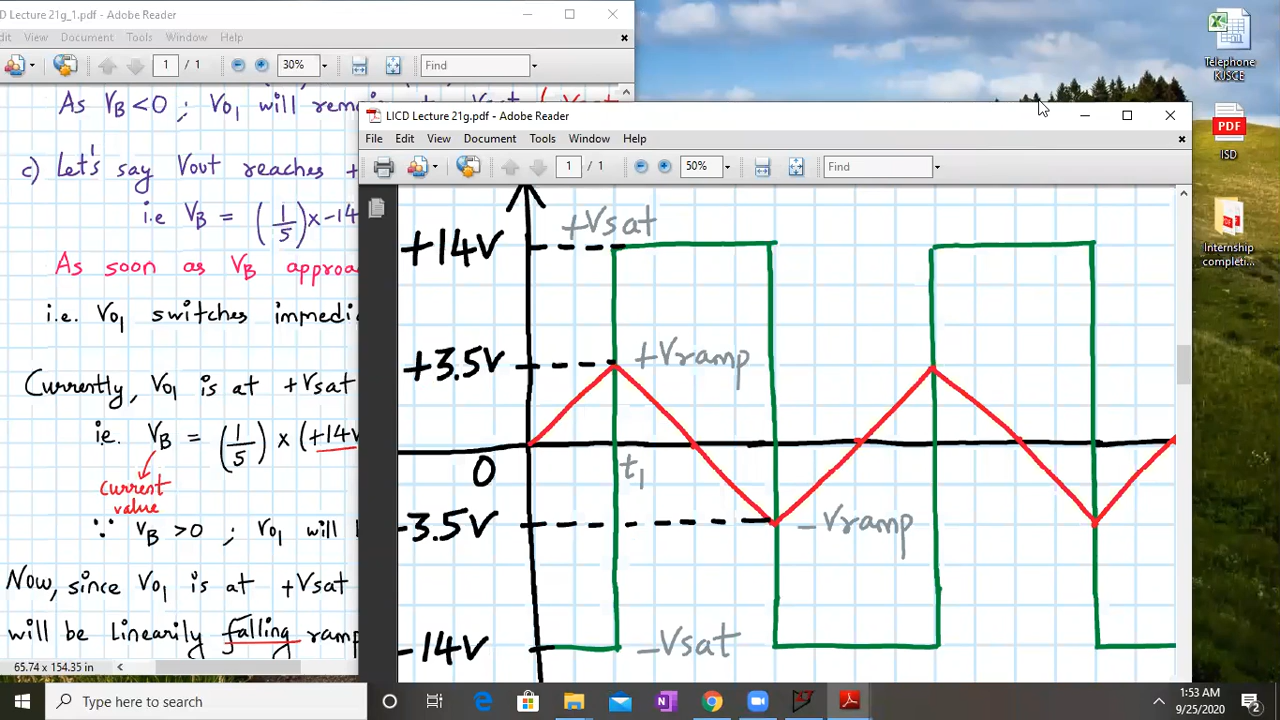 D Lecture 21g_1.pdf - Adobe Reader
dit View Document Tools Window Help
1 / 1 30% Find
As VB < 0 ; Vo1 will
c) Let's say Vout reaches +
i.e VB = (1/5) x -14
As soon as VB approa
i.e. Vo1 switches immedi
Currently, Vo1 is at +Vsat
i.e. VB = (1/5) x (+14V
Current
value
∵ VB >0 ; Vo1 will b
Now, since Vo1 is at +Vsat
will be linearily falling ramp
65.74 x 154.35 in
LICD Lecture 21g.pdf - Adobe Reader
File Edit View Document Tools Window Help
1 / 1 50% Find
+Vsat
+14V
+3.5V
+Vramp
0
t1
-3.5V
-Vramp
-14V
-Vsat
Telephone
KJSCE
PDF
ISD
Internship
completi...
Type here to search
1:53 AM
9/25/2020
2